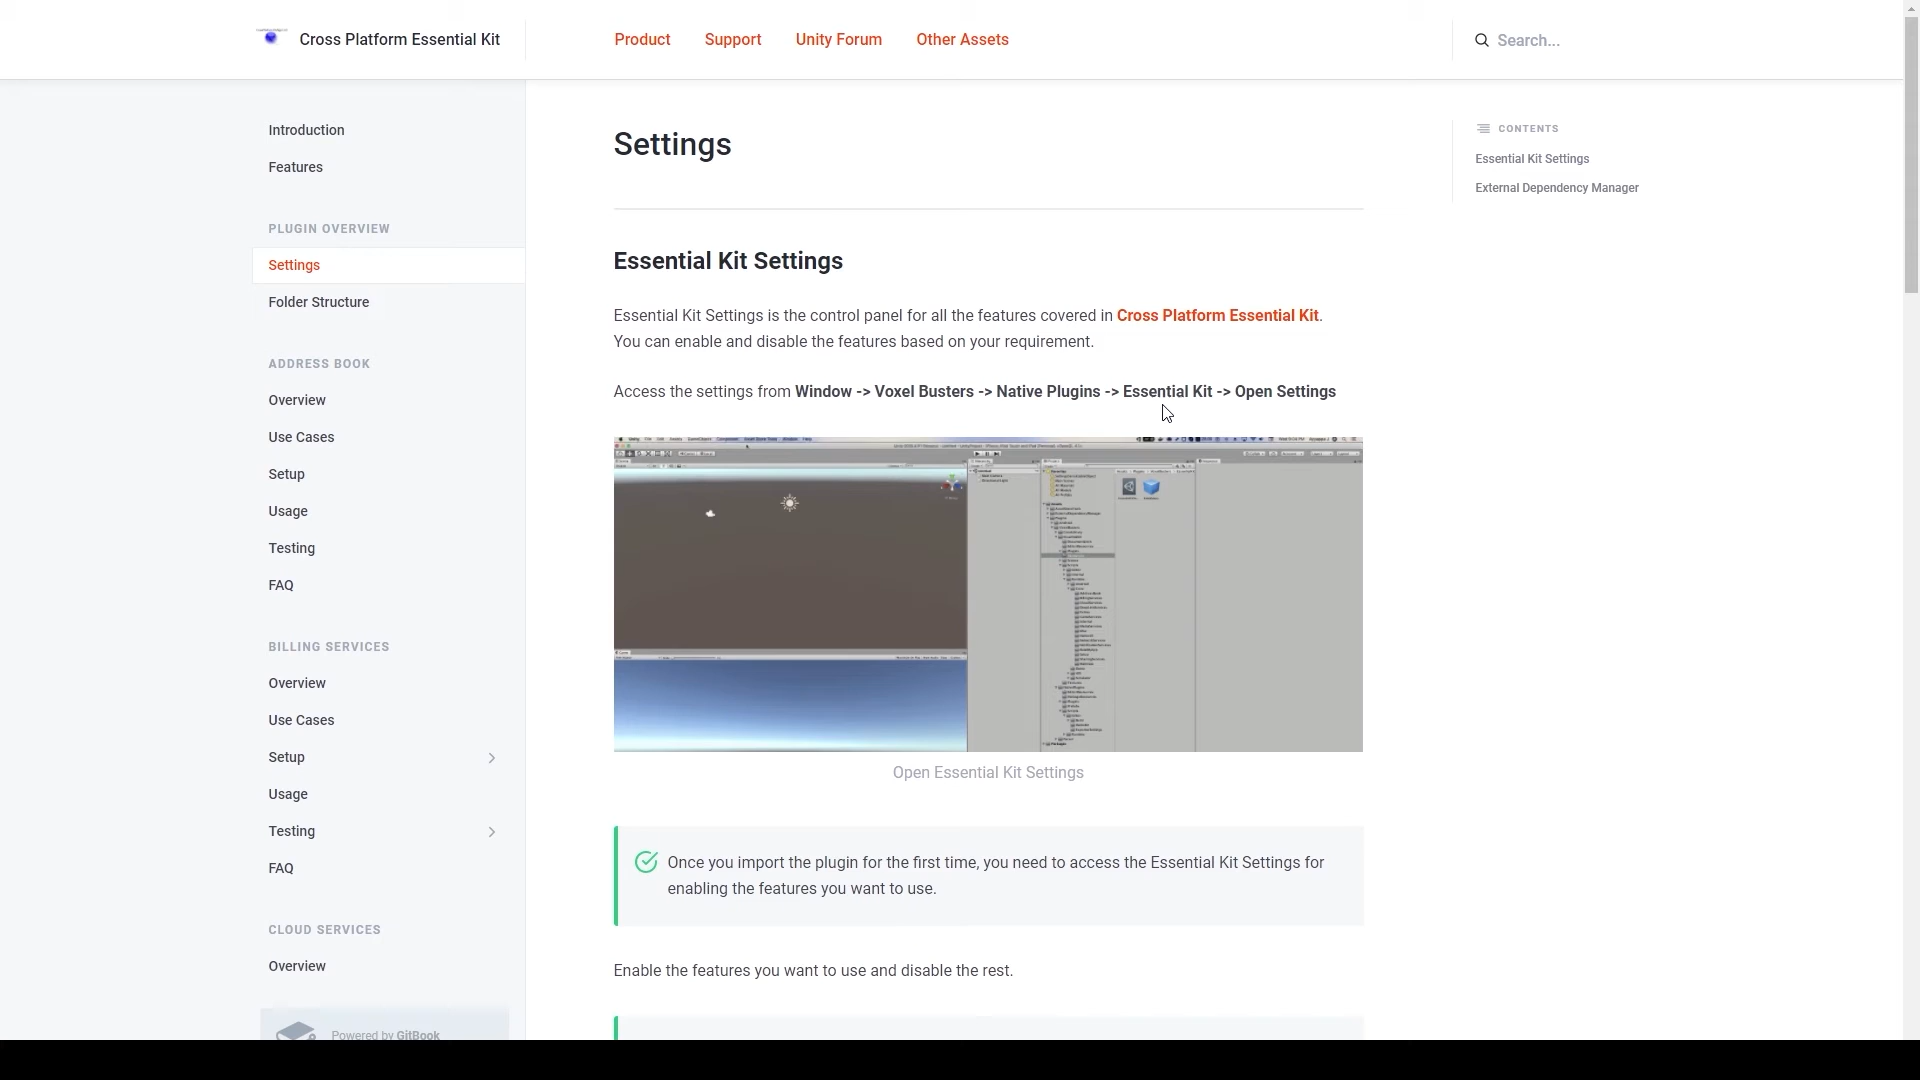 Cross Platform Essential Kit
Product
Support
Unity Forum
Other Assets
Search...
Introduction
Features
PLUGIN OVERVIEW
Settings
Folder Structure
ADDRESS BOOK
Overview
Use Cases
Setup
Usage
Testing
FAQ
BILLING SERVICES
Overview
Use Cases
Setup
Usage
Testing
FAQ
CLOUD SERVICES
Overview
Powered by GitBook
Settings
Essential Kit Settings
Essential Kit Settings is the control panel for all the features covered in Cross Platform Essential Kit.
You can enable and disable the features based on your requirement.
Access the settings from Window -> Voxel Busters -> Native Plugins -> Essential Kit -> Open Settings
Open Essential Kit Settings
Once you import the plugin for the first time, you need to access the Essential Kit Settings for
enabling the features you want to use.
Enable the features you want to use and disable the rest.
CONTENTS
Essential Kit Settings
External Dependency Manager